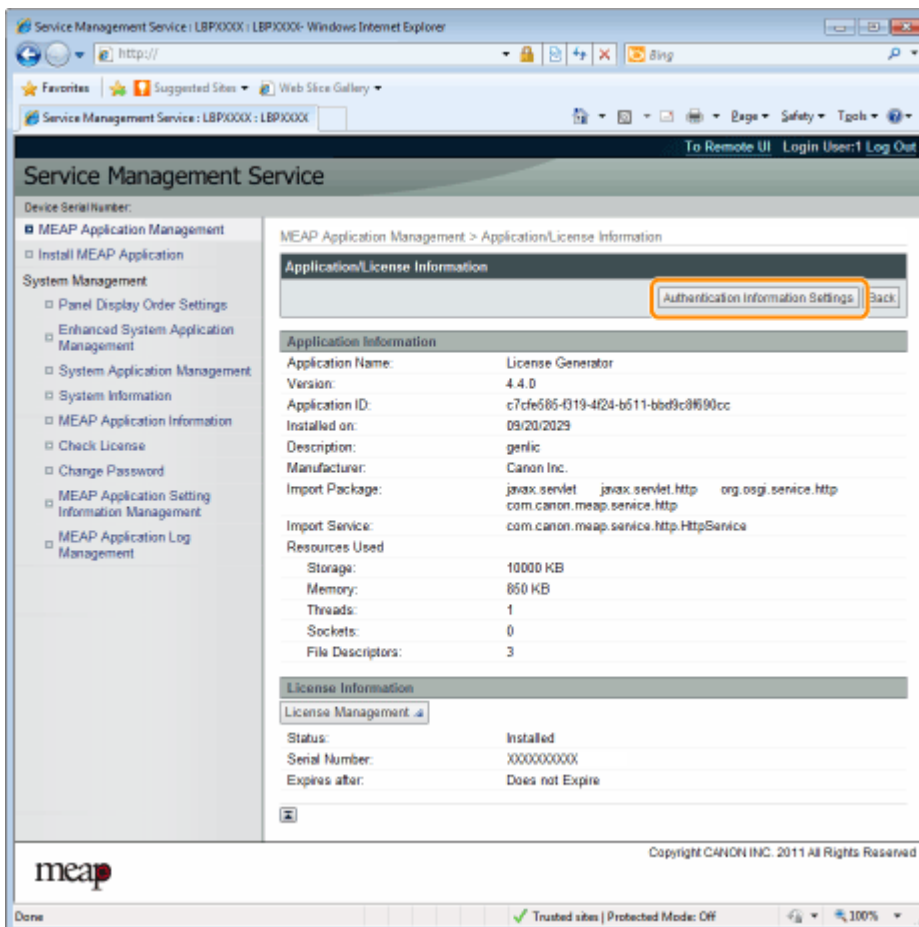 Service Management Service : LBPXXXX : LBPXXXX- Windows Internet Explorer
http://
Bing
Favorites Suggested Sites Web Slice Gallery
Service Management Service : LBPXXXX : LBPXXXX
Page Safety Tools
To Remote UI Login User:1 Log Out
Service Management Service
Device Serial Number:
MEAP Application Management
Install MEAP Application
System Management
Panel Display Order Settings
Enhanced System Application
Management
System Application Management
System Information
MEAP Application Information
Check License
Change Password
MEAP Application Setting
Information Management
MEAP Application Log
Management
MEAP Application Management > Application/License Information
Application/License Information
Authentication Information Settings Back
Application Information
Application Name: License Generator
Version: 4.4.0
Application ID: c7cfe585-f319-4f24-b511-bbd9c8f690cc
Installed on: 09/20/2029
Description: genlic
Manufacturer: Canon Inc.
Import Package: javax.servlet javax.servlet.http org.osgi.service.http
com.canon.meap.service.http
Import Service: com.canon.meap.service.http.HttpService
Resources Used
Storage: 10000 KB
Memory: 850 KB
Threads: 1
Sockets: 0
File Descriptors: 3
License Information
License Management
Status: Installed
Serial Number: XXXXXXXXXX
Expires after: Does not Expire
Copyright CANON INC. 2011 All Rights Reserved
meap
Done Trusted sites | Protected Mode: Off 100%